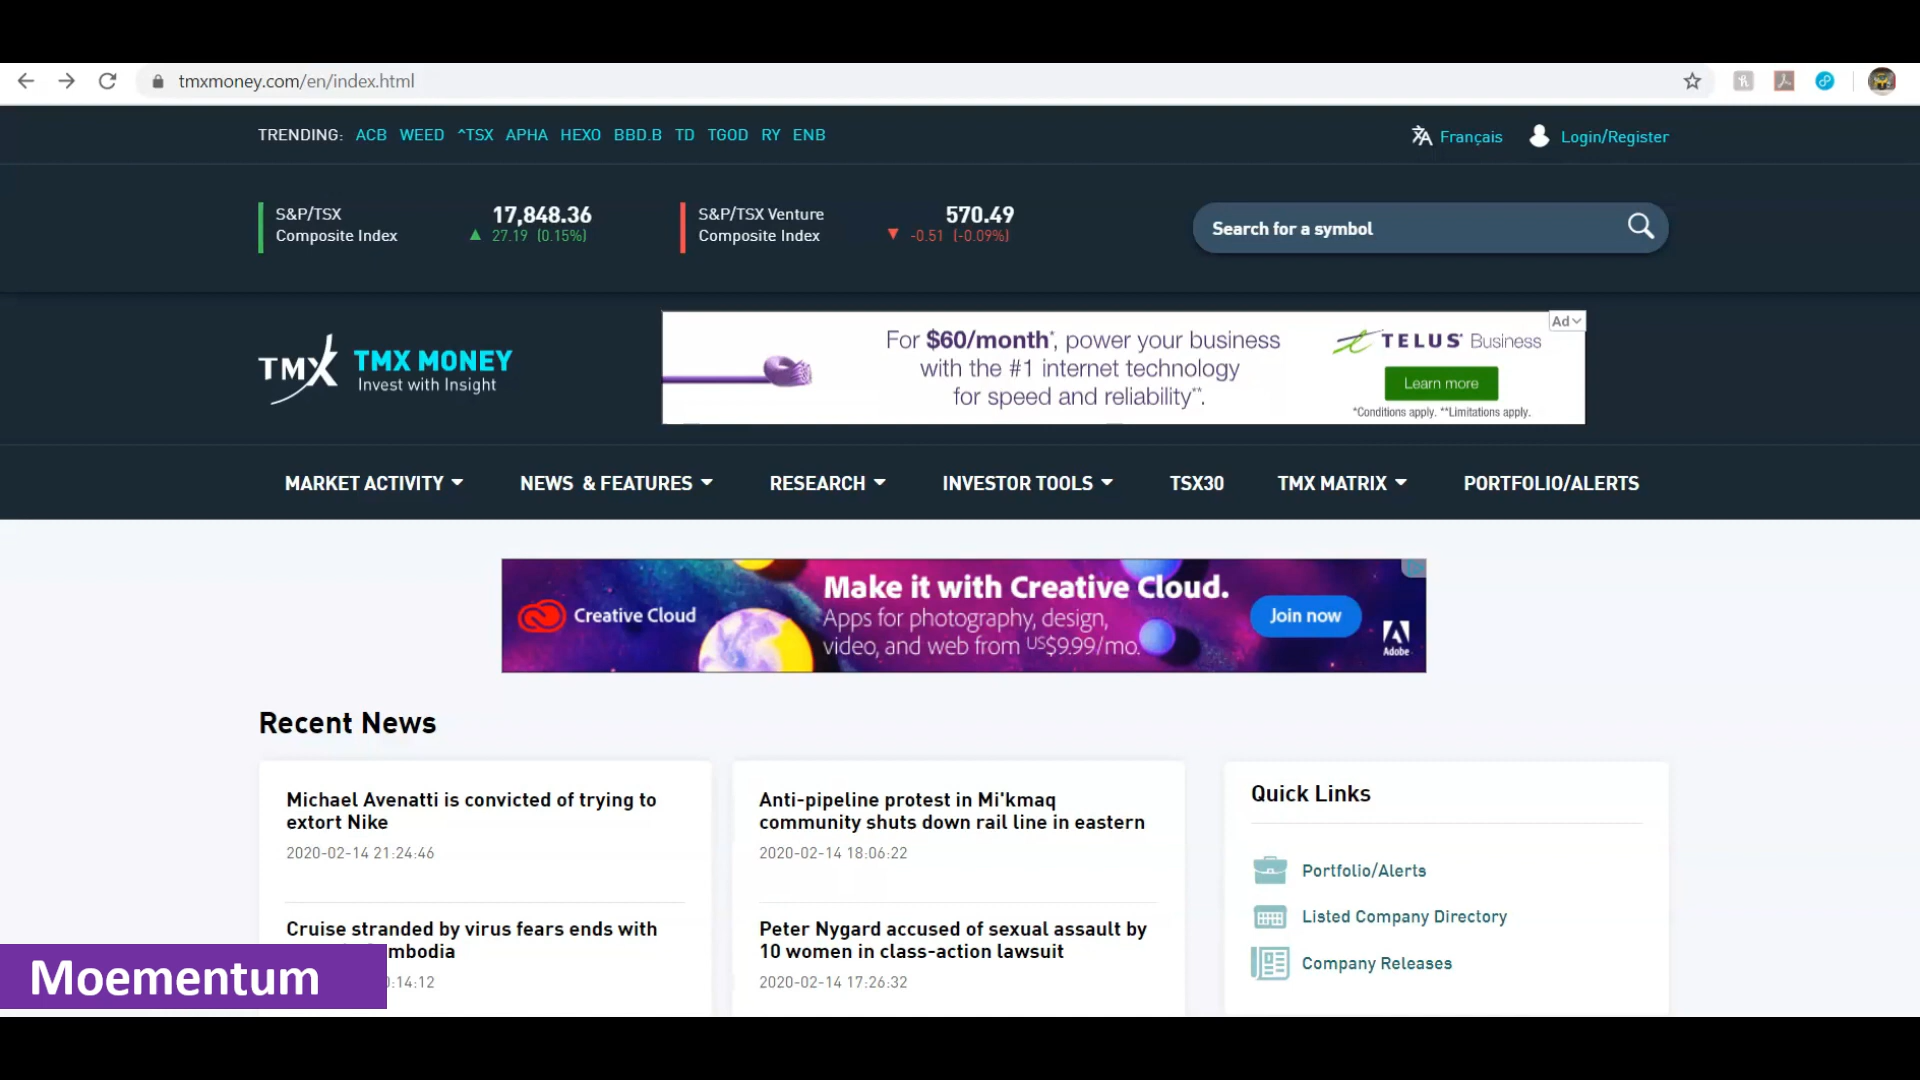 tmxmoney.com/en/index.html
TRENDING: ACB WEED ^TSX APHA HEXO BBD.B TD TGOD RY ENB
Français Login/Register
S&P/TSX
Composite Index
17,848.36
27.19 (0.15%)
S&P/TSX Venture
Composite Index
570.49
-0.51 (-0.09%)
Search for a symbol
TMX TMX MONEY
Invest with Insight
For $60/month*, power your business
with the #1 internet technology
for speed and reliability**.
Ad
TELUS Business
Learn more
*Conditions apply. **Limitations apply.
MARKET ACTIVITY NEWS & FEATURES RESEARCH INVESTOR TOOLS TSX30 TMX MATRIX PORTFOLIO/ALERTS
Creative Cloud
Make it with Creative Cloud.
Apps for photography, design,
video, and web from US$9.99/mo.
Join now
Adobe
Recent News
Michael Avenatti is convicted of trying to
extort Nike
2020-02-14 21:24:46
Cruise stranded by virus fears ends with
mbodia
:14:12
Anti-pipeline protest in Mi'kmaq
community shuts down rail line in eastern
2020-02-14 18:06:22
Peter Nygard accused of sexual assault by
10 women in class-action lawsuit
2020-02-14 17:26:32
Quick Links
Portfolio/Alerts
Listed Company Directory
Company Releases
Moementum